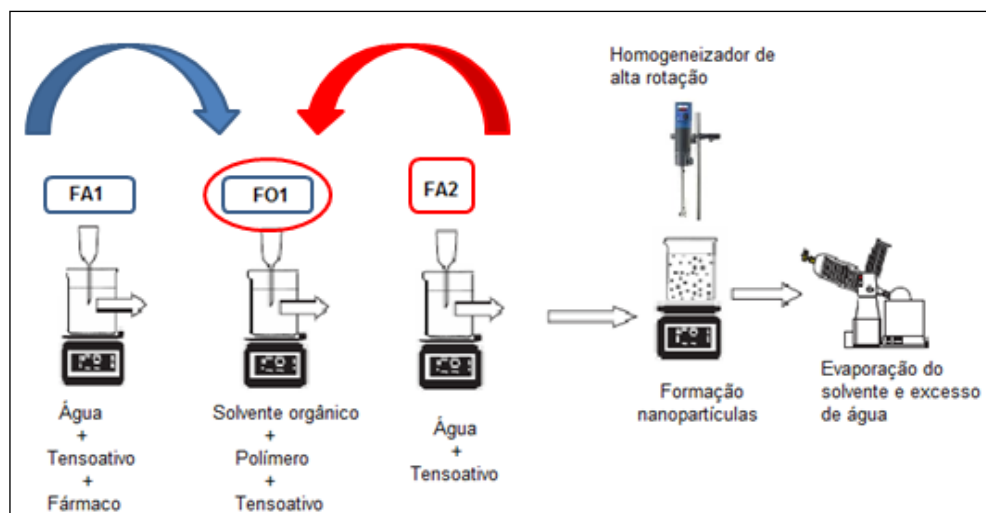 Homogeneizador de
alta rotação
FA1
FO1
FA2
Água
+
Tensoativo
+
Fármaco
Solvente orgânico
+
Polímero
+
Tensoativo
Água
+
Tensoativo
Formação
nanopartículas
Evaporação do
solvente e excesso
de água